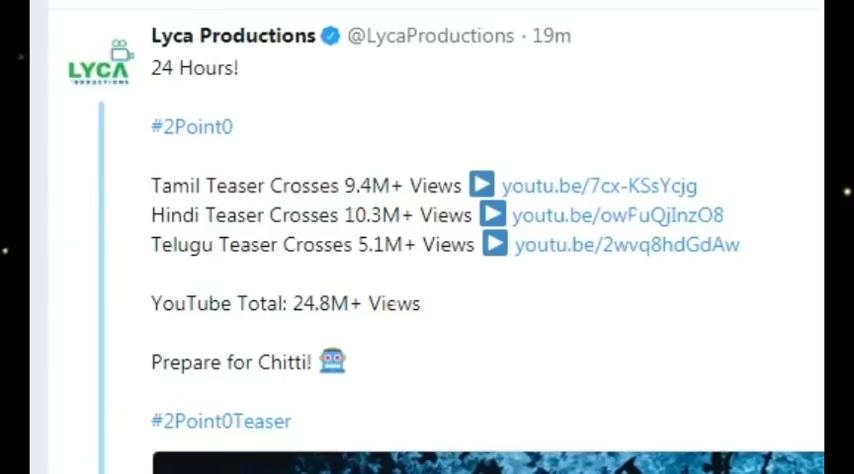 Lyca Productions @LycaProductions · 19m
LYCA
PRODUCTIONS
24 Hours!
#2Point0
Tamil Teaser Crosses 9.4M+ Views ▶ youtu.be/7cx-KSsYcjg
Hindi Teaser Crosses 10.3M+ Views ▶ youtu.be/owPuQjInzO8
Telugu Teaser Crosses 5.1M+ Views ▶ youtu.be/2wvq8hdGdAw
YouTube Total: 24.8M+ Views
Prepare for Chitti! 🤖
#2Point0Teaser